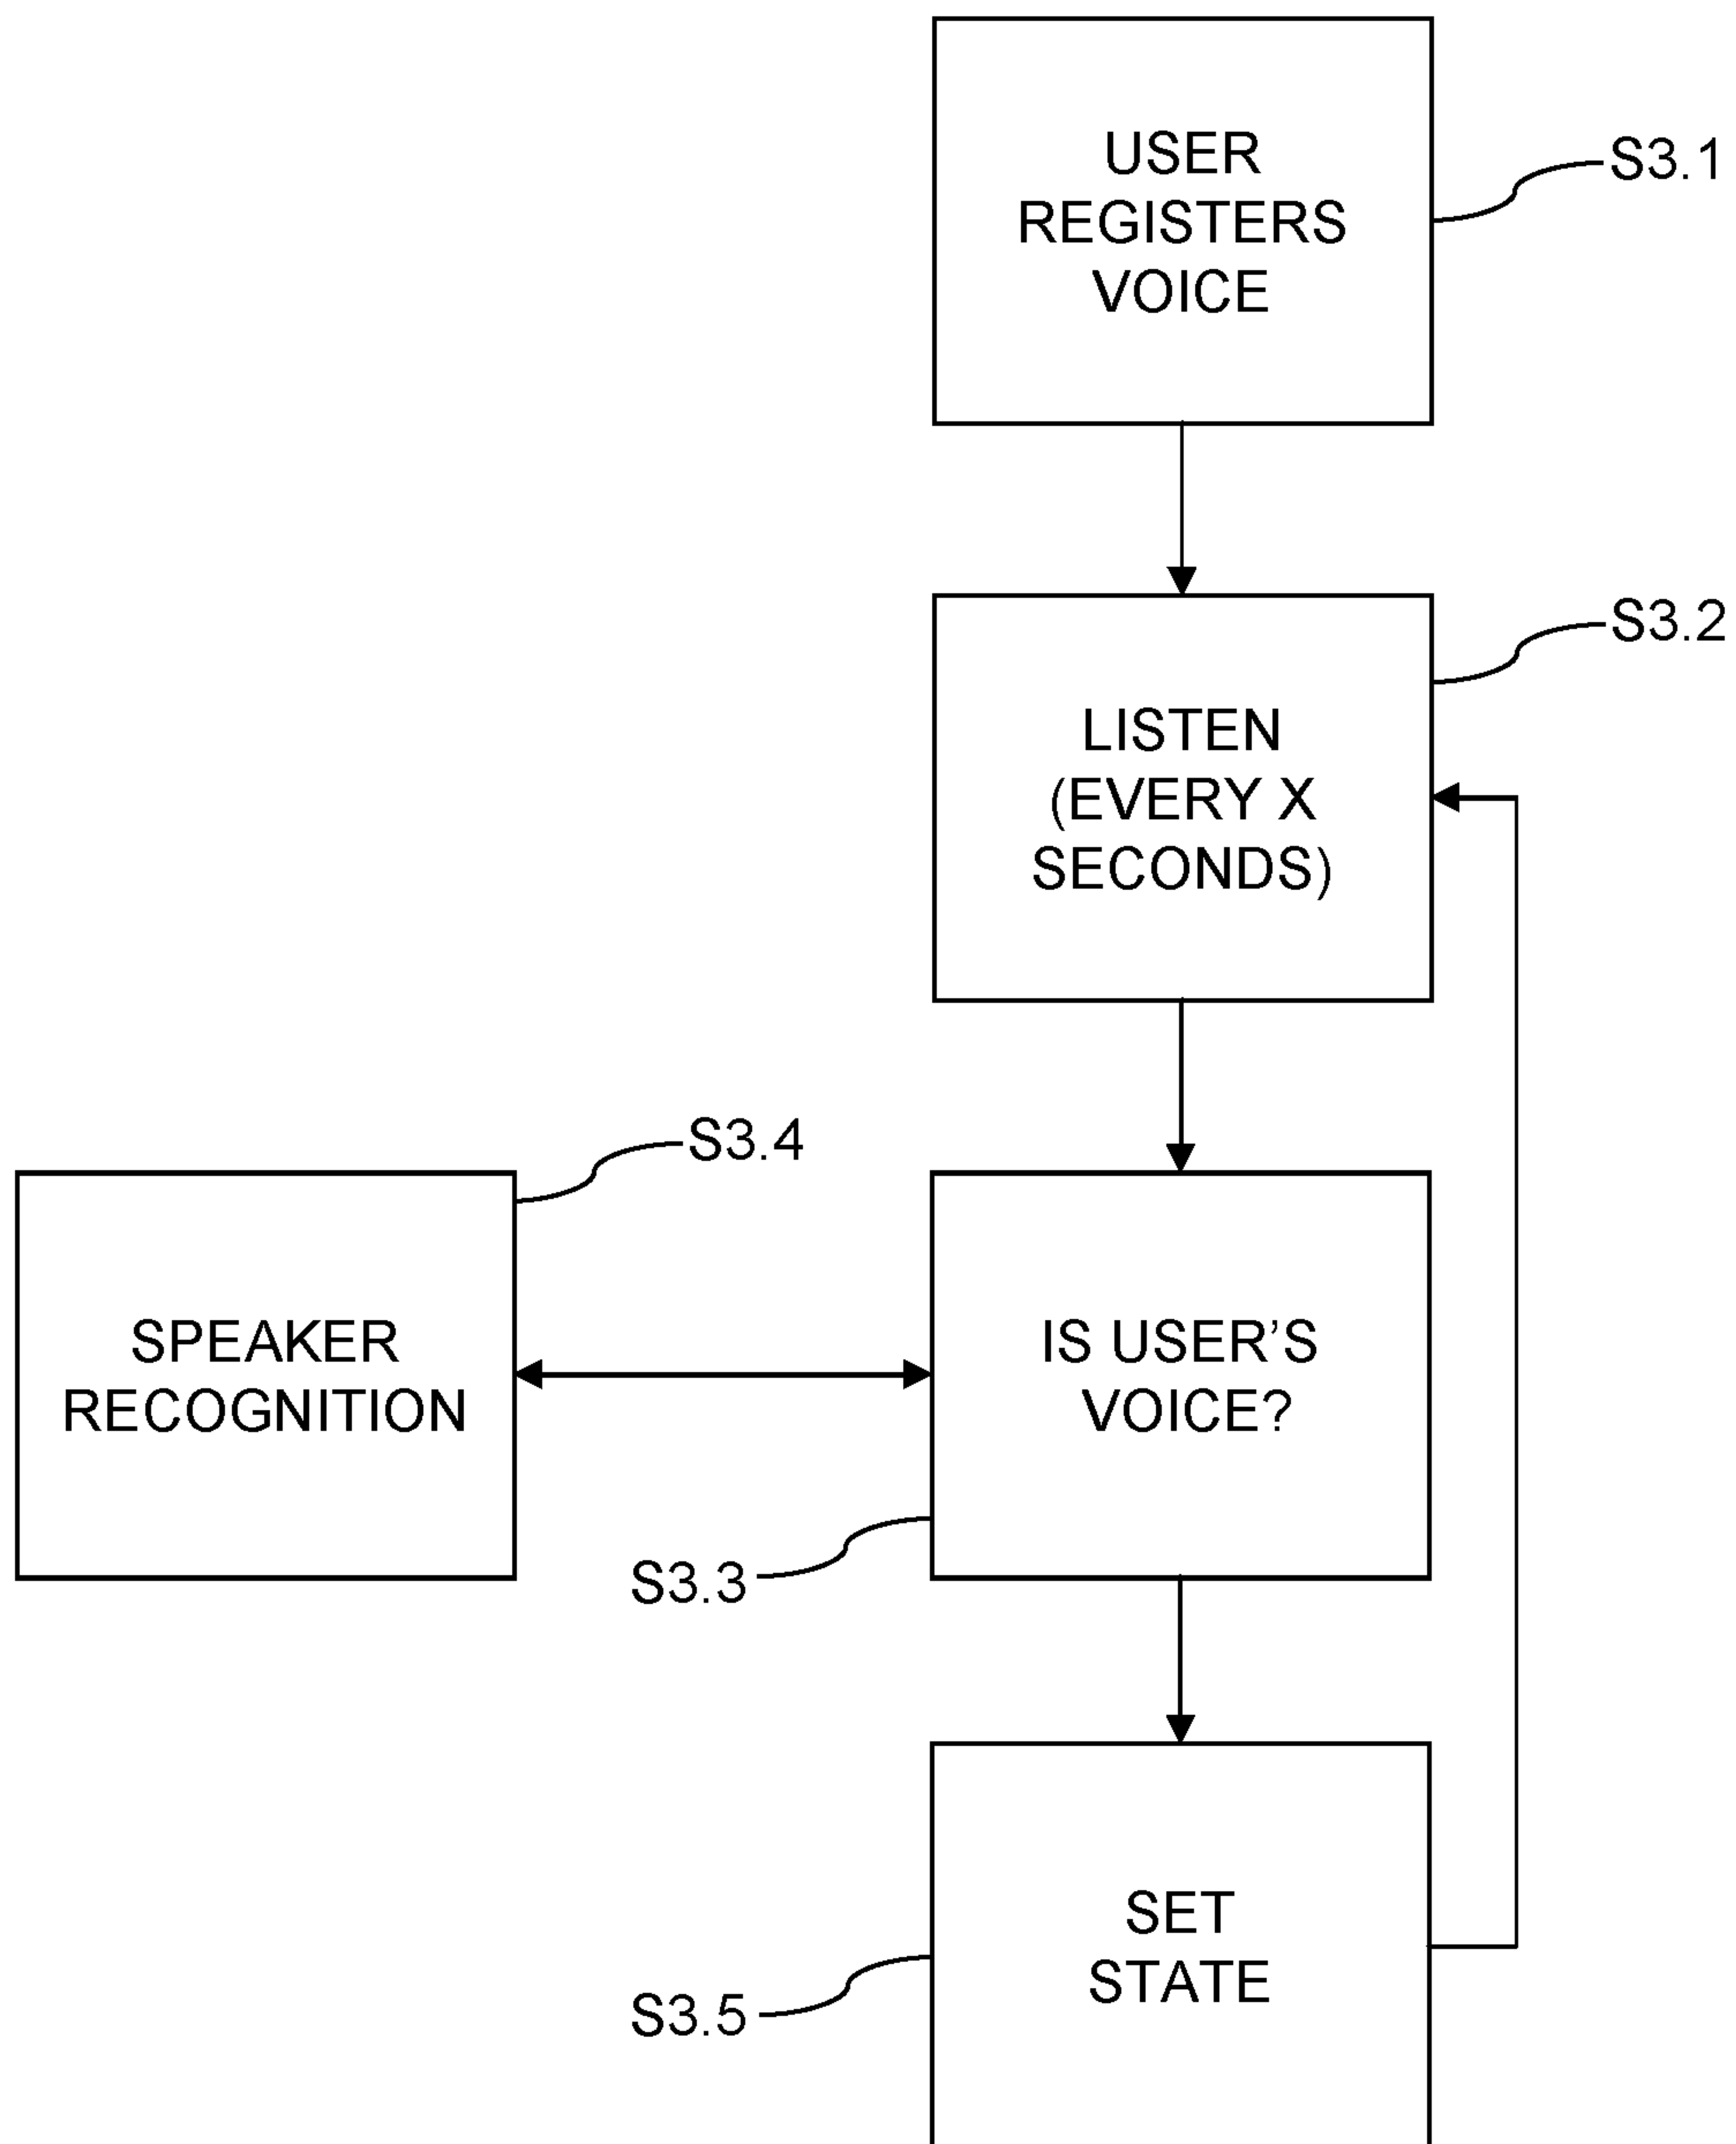 USER
REGISTERS
VOICE
S3.1
S3.2
LISTEN
(EVERY X
SECONDS)
S3.4
SPEAKER
RECOGNITION
IS USER’S
VOICE?
S3.3
SET
STATE
S3.5